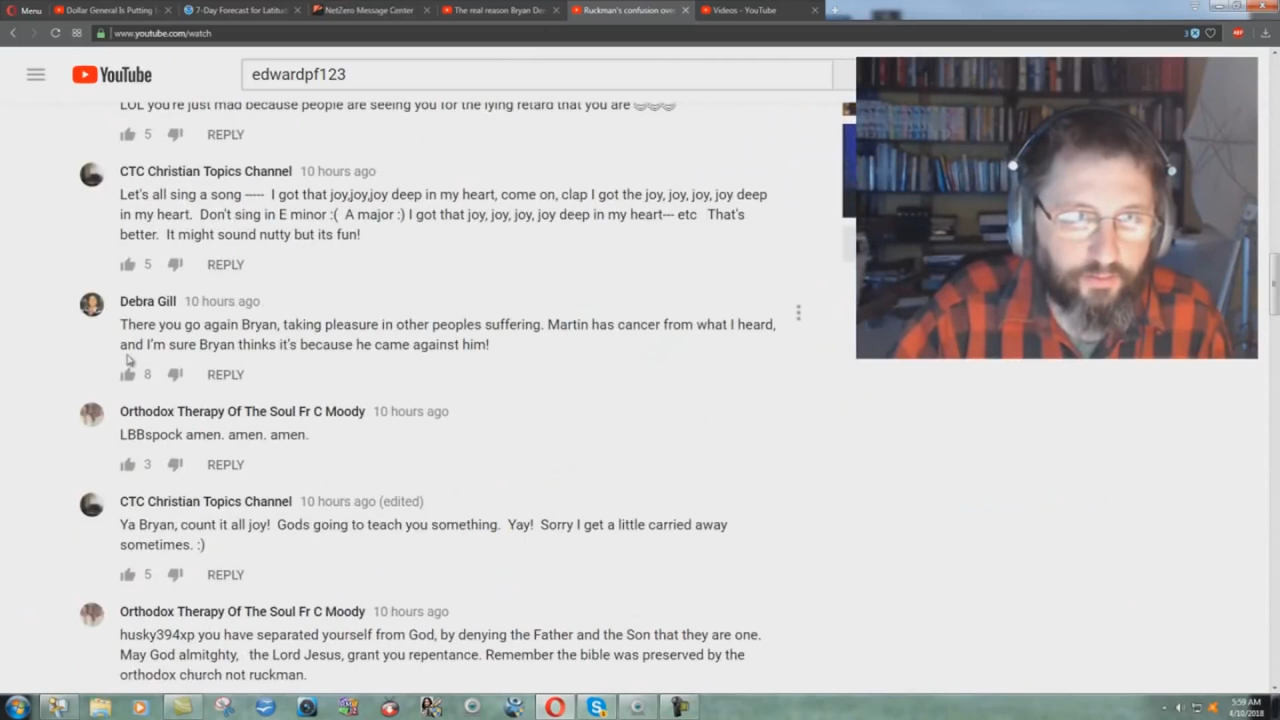 Menu
Dollar General Is Putting
7-Day Forecast for Latitud
NetZero Message Center
The real reason Bryan Den
Ruckman's confusion over
Videos - YouTube
www.youtube.com/watch
3
ABP
YouTube
edwardpf123
LOL you're just mad because people are seeing you for the lying retard that you are
5 REPLY
CTC Christian Topics Channel 10 hours ago
Let's all sing a song ----- I got that joy,joy,joy deep in my heart, come on, clap I got the joy, joy, joy, joy deep
in my heart. Don't sing in E minor :( A major :) I got that joy, joy, joy, joy deep in my heart--- etc That's
better. It might sound nutty but its fun!
5 REPLY
Debra Gill 10 hours ago
There you go again Bryan, taking pleasure in other peoples suffering. Martin has cancer from what I heard,
and I'm sure Bryan thinks it's because he came against him!
8 REPLY
Orthodox Therapy Of The Soul Fr C Moody 10 hours ago
LBBspock amen. amen. amen.
3 REPLY
CTC Christian Topics Channel 10 hours ago (edited)
Ya Bryan, count it all joy! Gods going to teach you something. Yay! Sorry I get a little carried away
sometimes. :)
5 REPLY
Orthodox Therapy Of The Soul Fr C Moody 10 hours ago
husky394xp you have separated yourself from God, by denying the Father and the Son that they are one.
May God almitghty, the Lord Jesus, grant you repentance. Remember the bible was preserved by the
orthodox church not ruckman.
5:59 AM
4/10/2018